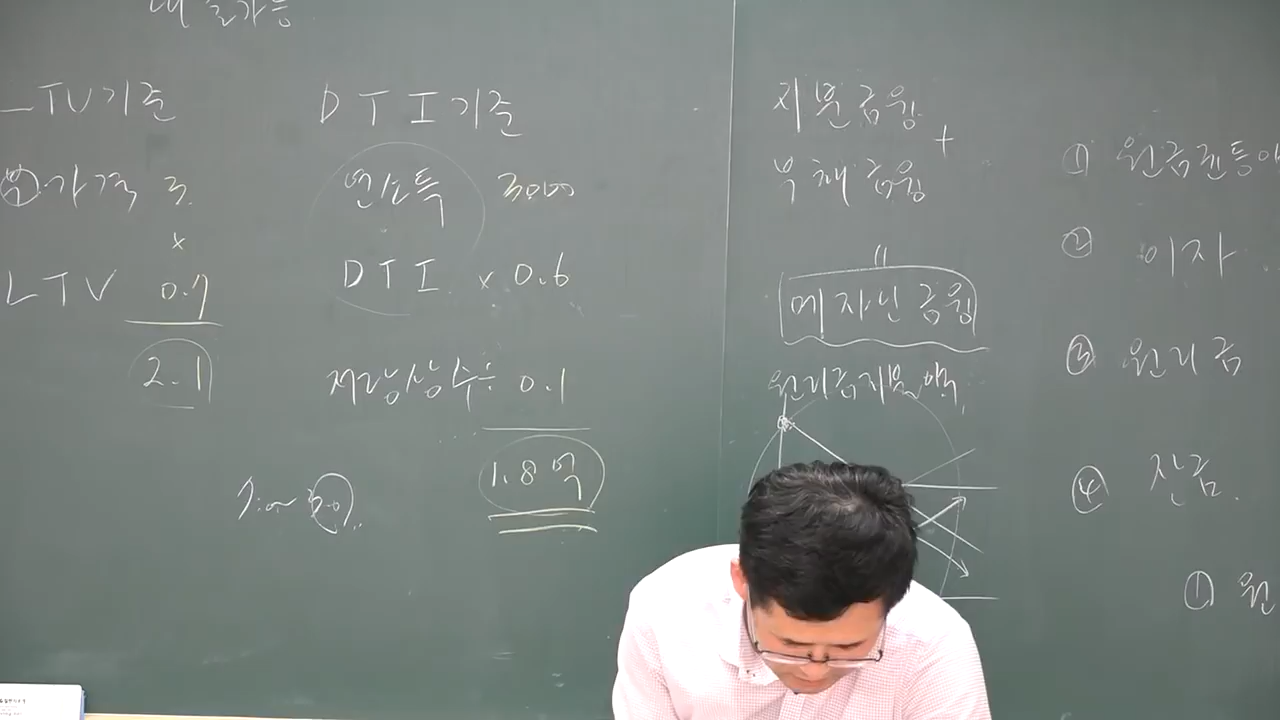 LTV기준
가격 3
×
LTV 0.7
2.1
DTI기준
연소득 3000
DTI × 0.6
저당상수÷ 0.1
1.8억
지분금융
+
부채금융
메자닌금융
① 원금균등
② 이자
③ 원리금
④ 잔금
① 원